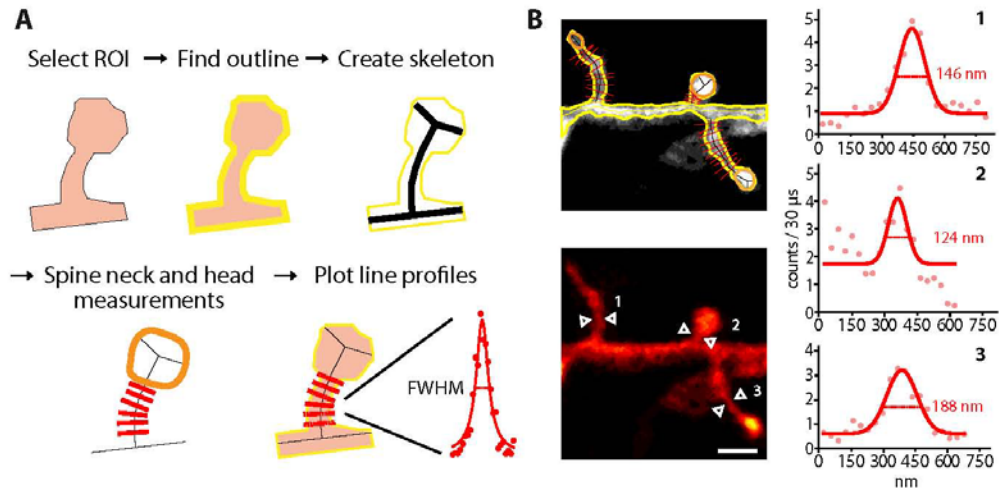 A
Select ROI → Find outline → Create skeleton
→ Spine neck and head
measurements
→ Plot line profiles
FWHM
B
1
2
3
counts / 30 µs
1
5
4
3
2
1
0
146 nm
0 150 300 450 600 750
2
5
4
3
2
1
0
124 nm
0 150 300 450 600 750
3
5
4
3
2
1
0
188 nm
0 150 300 450 600 750
nm